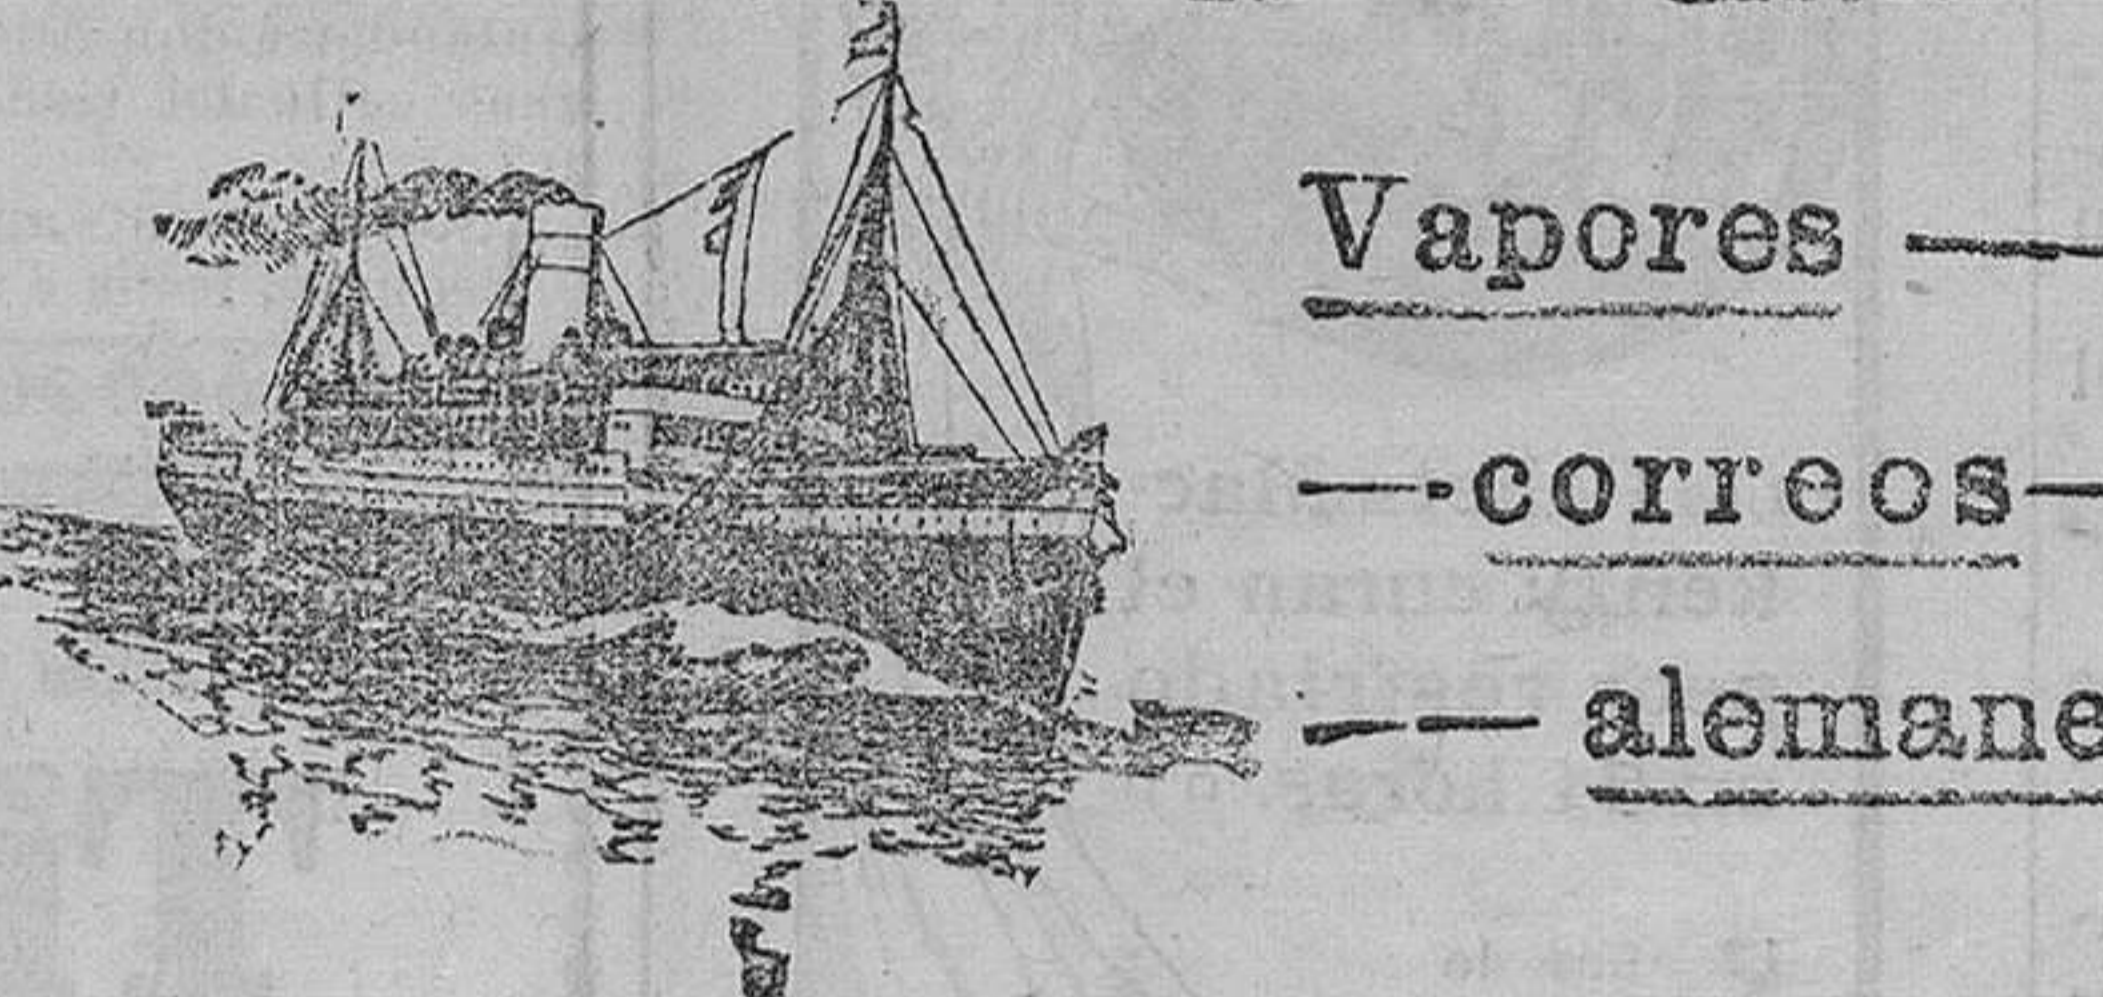 Vapores —
—·correos—
—— alemane